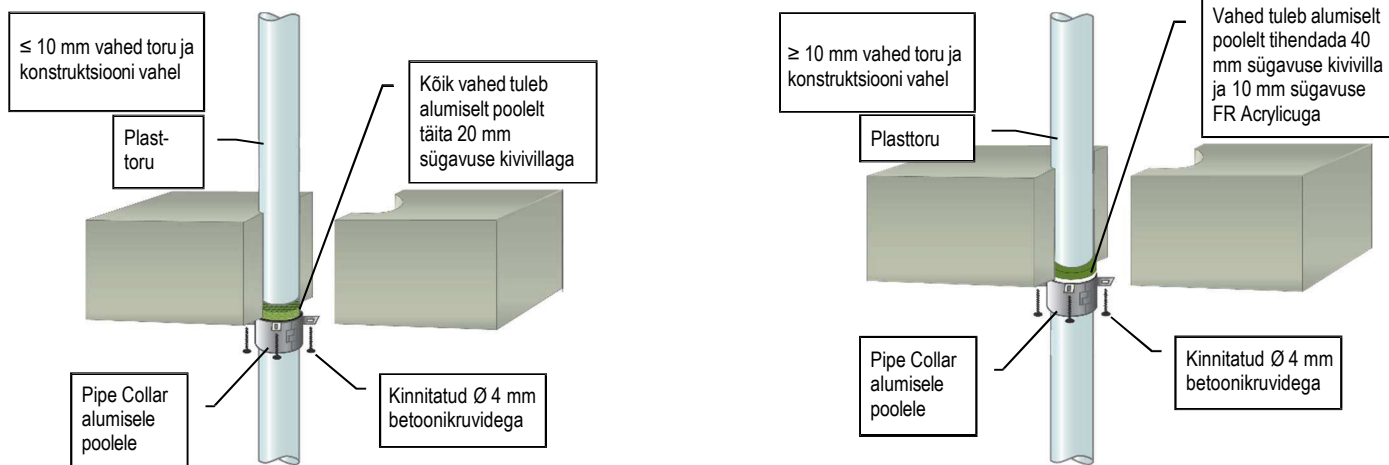 ≤ 10 mm vahed toru ja
konstruktsiooni vahel
Plast-
toru
Kõik vahed tuleb
alumiselt poolelt
täita 20 mm
sügavuse kivivillaga
Pipe Collar
alumisele
poolele
Kinnitatud Ø 4 mm
betoonikruvidega
≥ 10 mm vahed toru ja
konstruktsiooni vahel
Plasttoru
Vahed tuleb alumiselt
poolelt tihendada 40
mm sügavuse kivivilla
ja 10 mm sügavuse
FR Acrylicuga
Pipe Collar
alumisele
poolele
Kinnitatud Ø 4 mm
betoonikruvidega